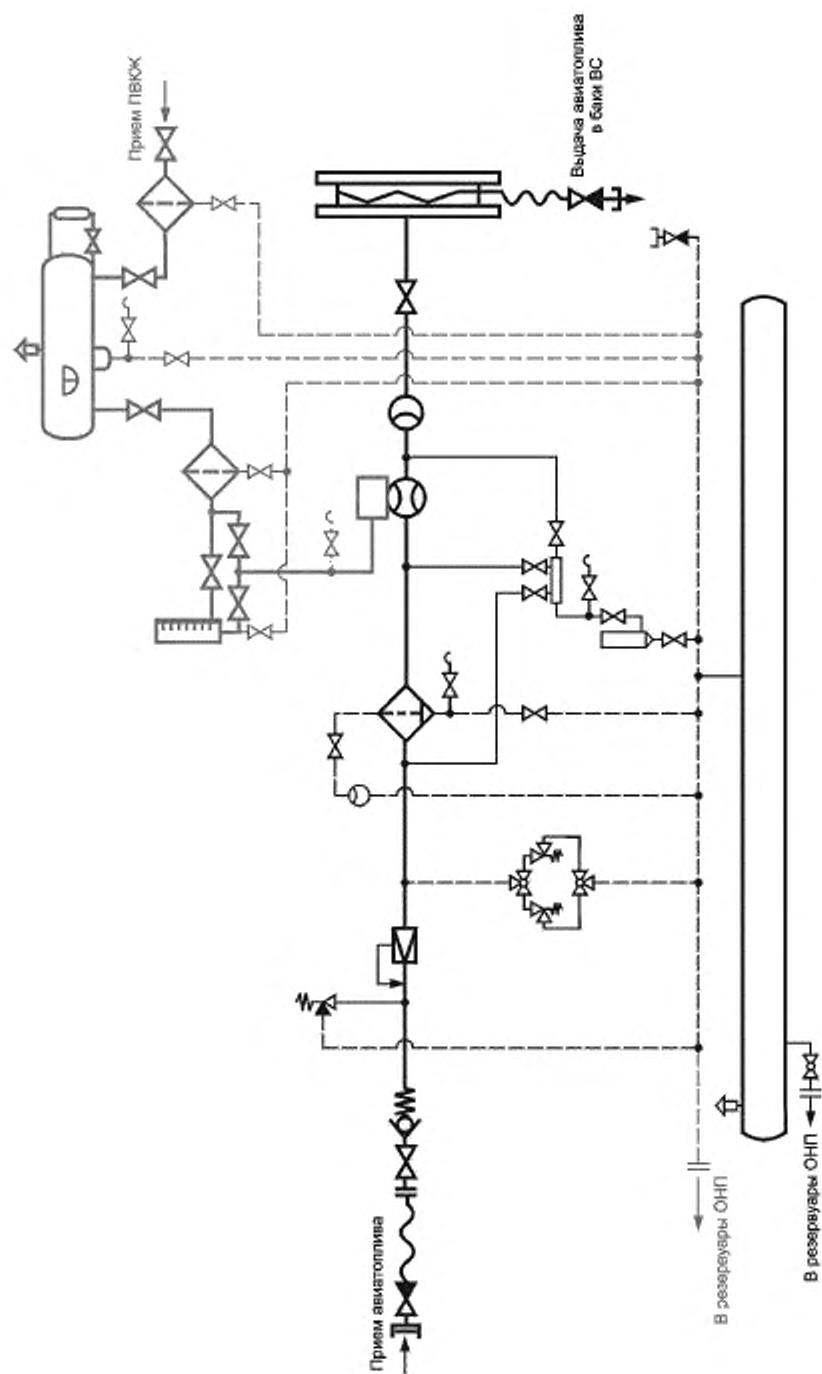 Прием ПВКЖ
Выдача авиатоплива
в баки ВС
Прием авиатоплива
В резервуары ОНП
В резервуары ОНП